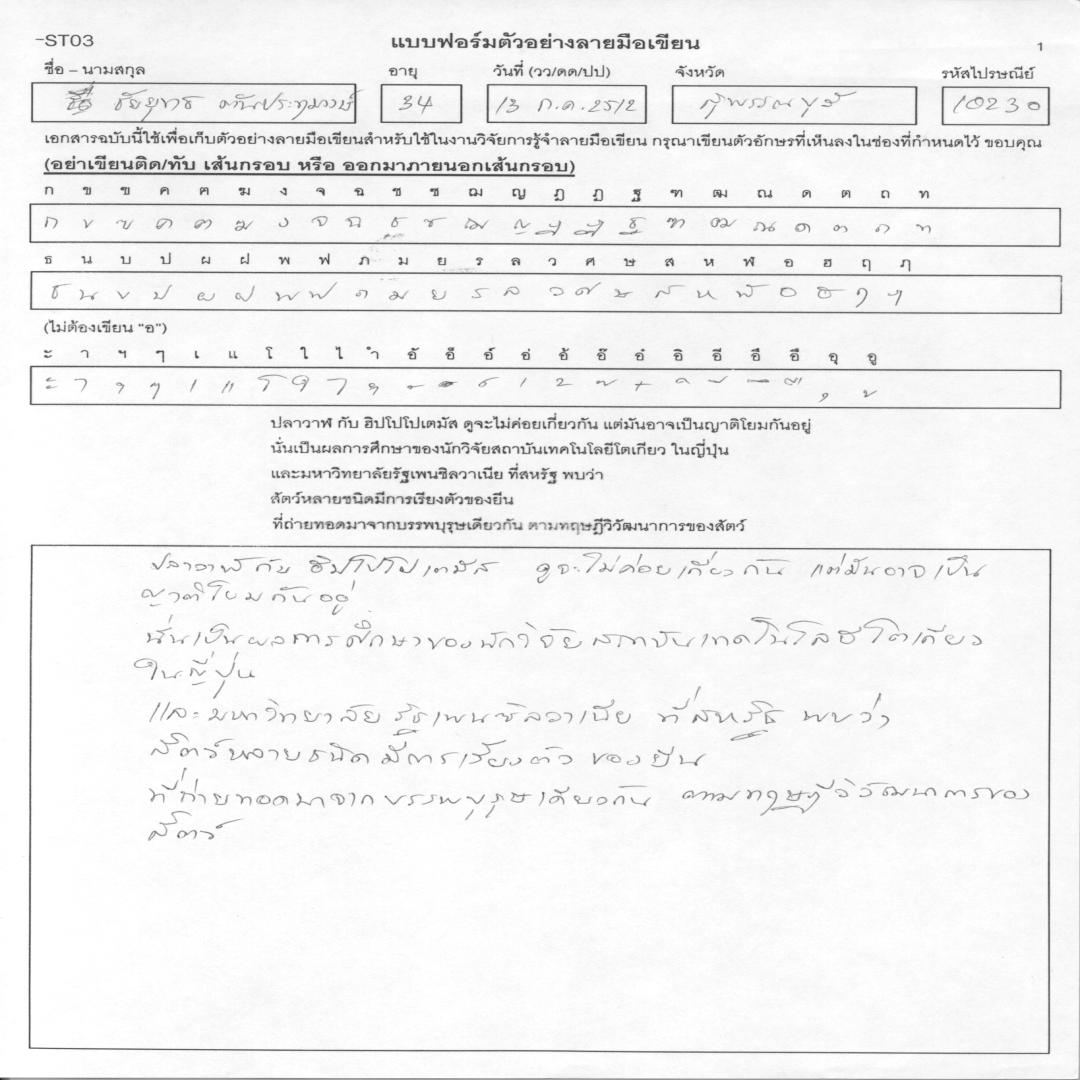 -ST03
แบบฟอร์มตัวอย่างลายมือเขียน
1
ชื่อ – นามสกุล อายุ วันที่ (วว/ดด/ปป) จังหวัด รหัสไปรษณีย์
ชัยยุทธ 34 13 ก.ค. 2512 สุพรรณบุรี 10230
เอกสารฉบับนี้ใช้เพื่อเก็บตัวอย่างลายมือเขียนสำหรับใช้ในงานวิจัยการรู้จำลายมือเขียน กรุณาเขียนตัวอักษรที่เห็นลงในช่องที่กำหนดไว้ ขอบคุณ
(อย่าเขียนติด/ทับ เส้นกรอบ หรือ ออกมาภายนอกเส้นกรอบ)
ก ข ฃ ค ฅ ฆ ง จ ฉ ช ซ ฌ ญ ฎ ฏ ฐ ฑ ฒ ณ ด ต ถ ท
ก ข ฃ ค ฅ ฆ ง จ ฉ ช ซ ฌ ญ ฎ ฏ ฐ ฑ ฒ ณ ด ต ถ ท
ธ น บ ป ผ ฝ พ ฟ ภ ม ย ร ล ว ศ ษ ส ห ฬ อ ฮ ฤ ฦ
ธ น บ ป ผ ฝ พ ฟ ภ ม ย ร ล ว ศ ษ ส ห ฬ อ ฮ ฤ ฦ
(ไม่ต้องเขียน “อ”)
ะ า ฯ ๆ เ แ โ ใ ไ ำ อั อ็ อ์ อ่ อ้ อ๊ อ๋ อิ อี อึ อื อุ อู
ะ า ฯ ๆ เ แ โ ใ ไ
ปลาวาฬ กับ ฮิปโปโปเตมัส ดูจะไม่ค่อยเกี่ยวกัน แต่มันอาจเป็นญาติโยมกันอยู่
นั่นเป็นผลการศึกษาของนักวิจัยสถาบันเทคโนโลยีโตเกียว ในญี่ปุ่น
และมหาวิทยาลัยรัฐเพนซิลวาเนีย ที่สหรัฐ พบว่า
สัตว์หลายชนิดมีการเรียงตัวของยีน
ที่ถ่ายทอดมาจากบรรพบุรุษเดียวกัน ตามทฤษฎีวิวัฒนาการของสัตว์
ปลาวาฬกับ ฮิปโปโปเตมัส ดูจะไม่ค่อยเกี่ยวกัน แต่มันอาจเป็น
ญาติโยมกันอยู่
นั่นเป็นผลการศึกษาของนักวิจัยสถาบันเทคโนโลยีโตเกียว
ในญี่ปุ่น
และมหาวิทยาลัยรัฐเพนซิลวาเนีย ที่สหรัฐ พบว่า
สัตว์หลายชนิดมีการเรียงตัวของยีน
ที่ถ่ายทอดมาจากบรรพบุรุษเดียวกัน ตามทฤษฎีวิวัฒนาการของ
สัตว์